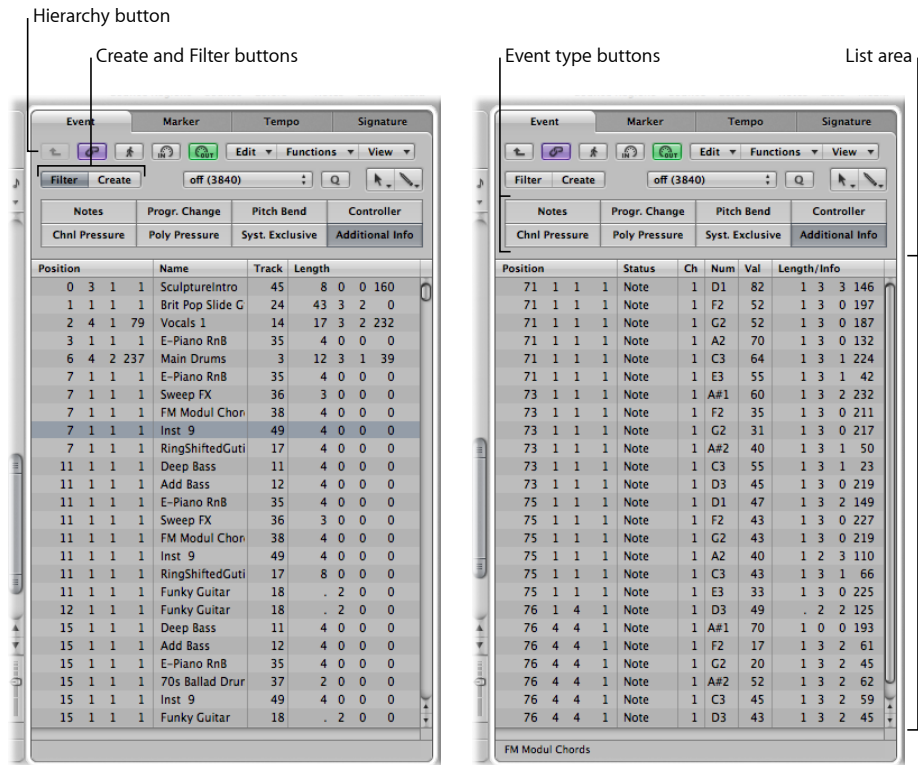 Hierarchy button
Create and Filter buttons
Event type buttons
List area
Event Marker Tempo Signature
IN OUT Edit Functions View
Filter Create off (3840) Q
Notes Progr. Change Pitch Bend Controller
Chnl Pressure Poly Pressure Syst. Exclusive Additional Info
Position Name Track Length
0 3 1 1 SculptureIntro 45 8 0 0 160
1 1 1 1 Brit Pop Slide G 24 43 3 2 0
2 4 1 79 Vocals 1 14 17 3 2 232
3 1 1 1 E-Piano RnB 35 4 0 0 0
6 4 2 237 Main Drums 3 12 3 1 39
7 1 1 1 E-Piano RnB 35 4 0 0 0
7 1 1 1 Sweep FX 36 3 0 0 0
7 1 1 1 FM Modul Chor 38 4 0 0 0
7 1 1 1 Inst 9 49 4 0 0 0
7 1 1 1 RingShiftedGuti 17 4 0 0 0
11 1 1 1 Deep Bass 11 4 0 0 0
11 1 1 1 Add Bass 12 4 0 0 0
11 1 1 1 E-Piano RnB 35 4 0 0 0
11 1 1 1 Sweep FX 36 3 0 0 0
11 1 1 1 FM Modul Chor 38 4 0 0 0
11 1 1 1 Inst 9 49 4 0 0 0
11 1 1 1 RingShiftedGuti 17 8 0 0 0
11 1 1 1 Funky Guitar 18 . 2 0 0
12 1 1 1 Funky Guitar 18 . 2 0 0
15 1 1 1 Deep Bass 11 4 0 0 0
15 1 1 1 Add Bass 12 4 0 0 0
15 1 1 1 E-Piano RnB 35 4 0 0 0
15 1 1 1 70s Ballad Drur 37 2 0 0 0
15 1 1 1 Inst 9 49 4 0 0 0
15 1 1 1 Funky Guitar 18 . 2 0 0
Event Marker Tempo Signature
IN OUT Edit Functions View
Filter Create off (3840) Q
Notes Progr. Change Pitch Bend Controller
Chnl Pressure Poly Pressure Syst. Exclusive Additional Info
Position Status Ch Num Val Length/Info
71 1 1 1 Note 1 D1 82 1 3 3 146
71 1 1 1 Note 1 F2 52 1 3 0 197
71 1 1 1 Note 1 G2 52 1 3 0 187
71 1 1 1 Note 1 A2 70 1 3 0 132
71 1 1 1 Note 1 C3 64 1 3 1 224
71 1 1 1 Note 1 E3 55 1 3 1 42
73 1 1 1 Note 1 A#1 60 1 3 2 232
73 1 1 1 Note 1 F2 35 1 3 0 211
73 1 1 1 Note 1 G2 31 1 3 0 217
73 1 1 1 Note 1 A#2 40 1 3 1 50
73 1 1 1 Note 1 C3 55 1 3 1 23
73 1 1 1 Note 1 D3 45 1 3 0 219
75 1 1 1 Note 1 D1 47 1 3 2 149
75 1 1 1 Note 1 F2 43 1 3 0 227
75 1 1 1 Note 1 G2 43 1 3 0 219
75 1 1 1 Note 1 A2 40 1 2 3 110
75 1 1 1 Note 1 C3 43 1 3 1 66
75 1 1 1 Note 1 E3 33 1 3 0 225
76 1 4 1 Note 1 D3 49 . 2 2 125
76 4 4 1 Note 1 A#1 70 1 0 0 193
76 4 4 1 Note 1 F2 17 1 3 2 61
76 4 4 1 Note 1 G2 20 1 3 2 45
76 4 4 1 Note 1 A#2 52 1 3 2 62
76 4 4 1 Note 1 C3 45 1 3 2 59
76 4 4 1 Note 1 D3 43 1 3 2 45
FM Modul Chords